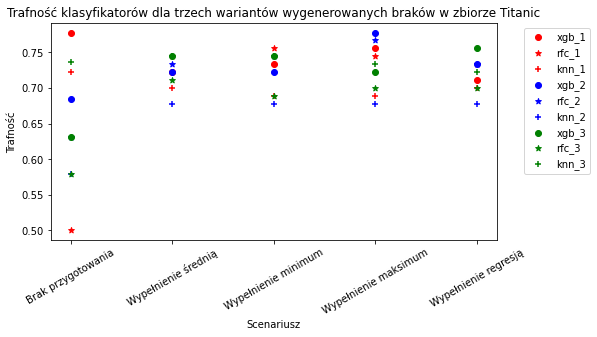 Trafność klasyfikatorów dla trzech wariantów wygenerowanych braków w zbiorze Titanic
Trafność
0.75
0.70
0.65
0.60
0.55
0.50
Brak przygotowania
Wypełnienie średnią
Wypełnienie minimum
Wypełnienie maksimum
Wypełnienie regresją
Scenariusz
xgb_1
rfc_1
knn_1
xgb_2
rfc_2
knn_2
xgb_3
rfc_3
knn_3